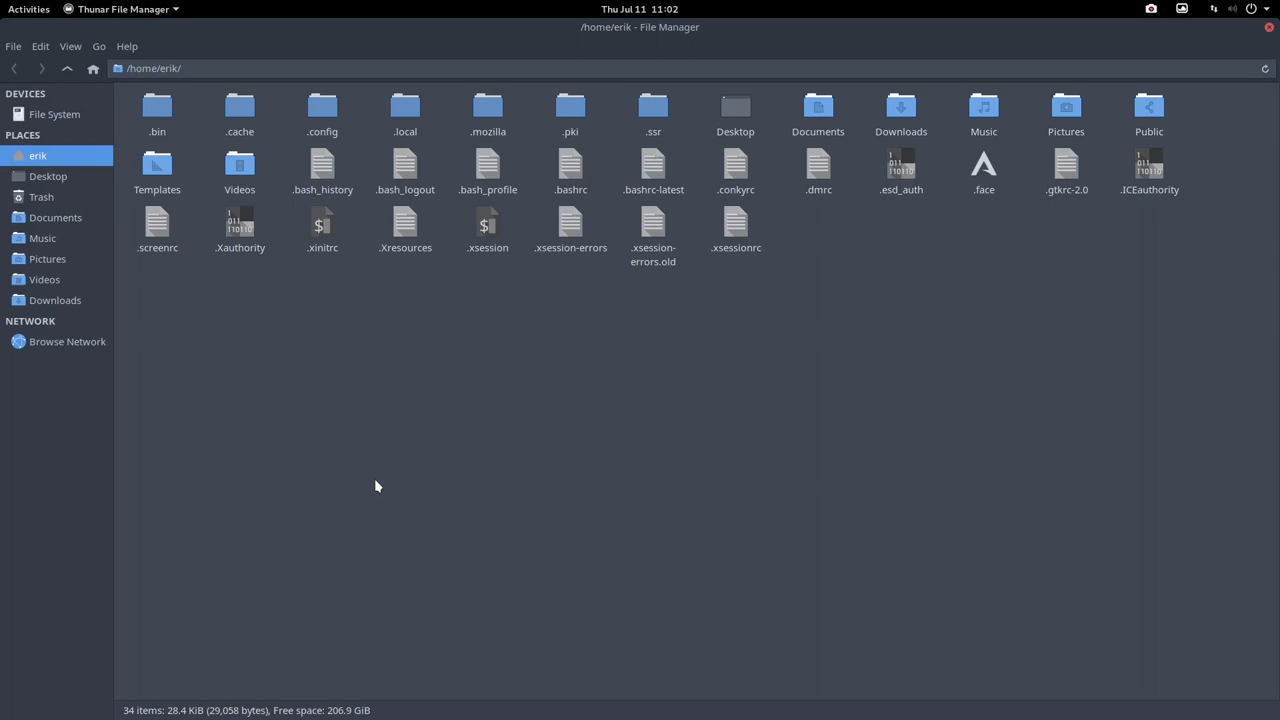 Activities Thunar File Manager Thu Jul 11 11:02
/home/erik - File Manager
File Edit View Go Help
/home/erik/
DEVICES
File System
PLACES
erik
Desktop
Trash
Documents
Music
Pictures
Videos
Downloads
NETWORK
Browse Network
.bin .cache .config .local .mozilla .pki .ssr Desktop Documents Downloads Music Pictures Public
Templates Videos .bash_history .bash_logout .bash_profile .bashrc .bashrc-latest .conkyrc .dmrc .esd_auth .face .gtkrc-2.0 .ICEauthority
.screenrc .Xauthority .xinitrc .Xresources .xsession .xsession-errors .xsession-errors.old .xsessionrc
34 items: 28.4 KiB (29,058 bytes), Free space: 206.9 GiB